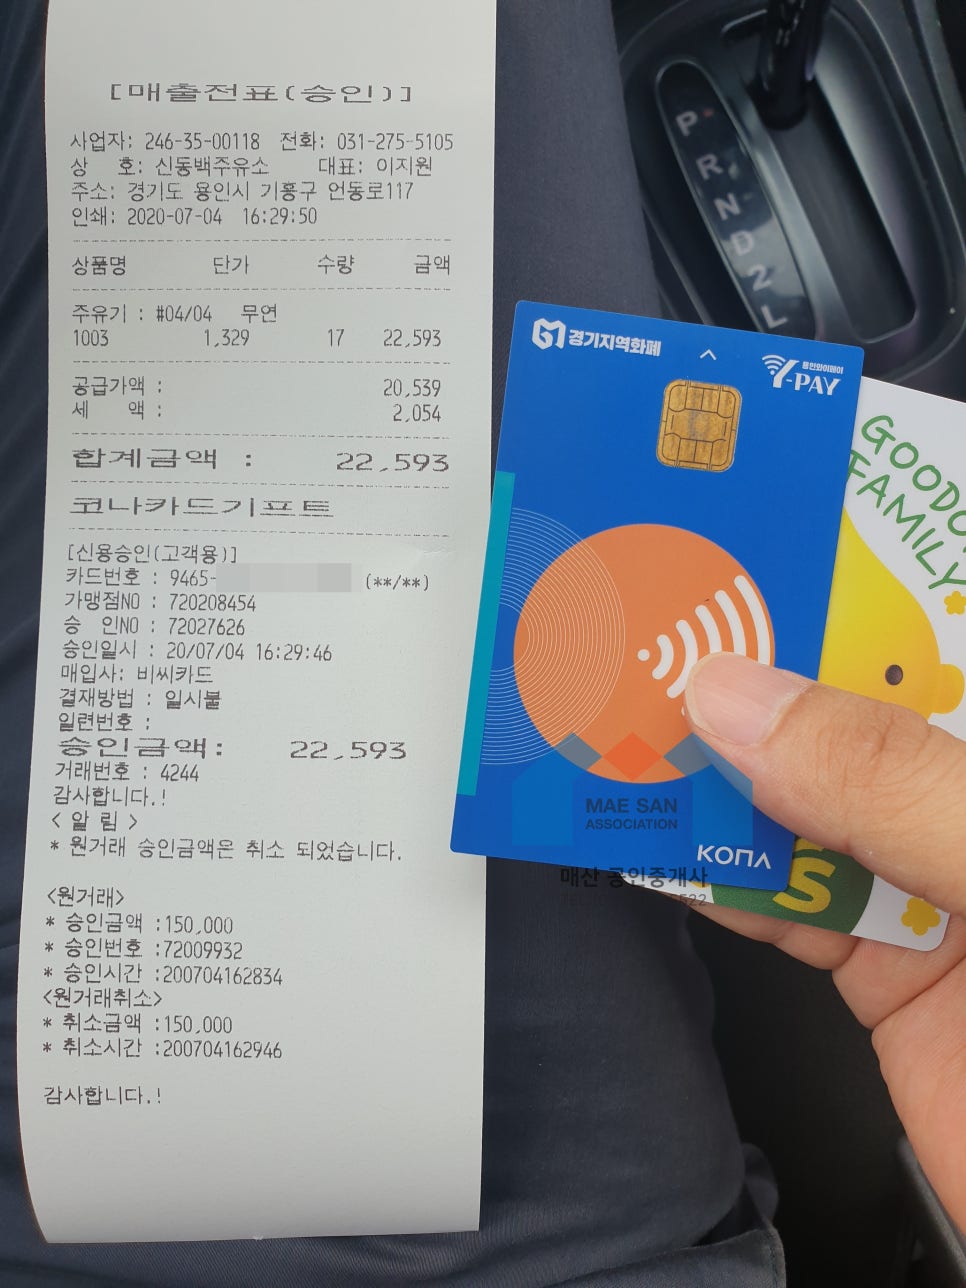 [매출전표(승인)]
사업자: 246-35-00118 전화: 031-275-5105
상 호: 신동백주유소 대표: 이지원
주소: 경기도 용인시 기흥구 언동로117
인쇄: 2020-07-04 16:29:50
상품명 단가 수량 금액
주유기 : #04/04 무연
1003 1,329 17 22,593
공급가액 : 20,539
세 액 : 2,054
합계금액 : 22,593
코나카드기프트
[신용승인(고객용)]
카드번호 : 9465- (**/**)
가맹점NO : 720208454
승 인NO : 72027626
승인일시 : 20/07/04 16:29:46
매입사: 비씨카드
결재방법 : 일시불
일련번호 :
승인금액: 22,593
거래번호 : 4244
감사합니다.!
< 알 림 >
* 원거래 승인금액은 취소 되었습니다.
<원거래>
* 승인금액 :150,000
* 승인번호 :72009932
* 승인시간 :200704162834
<원거래취소>
* 취소금액 :150,000
* 취소시간 :200704162946
감사합니다.!
P
R
N
D
2
L
경기지역화폐
용인와이페이
Y-PAY
MAE SAN
ASSOCIATION
KONA
매산 공인중개사
FAMILY
S